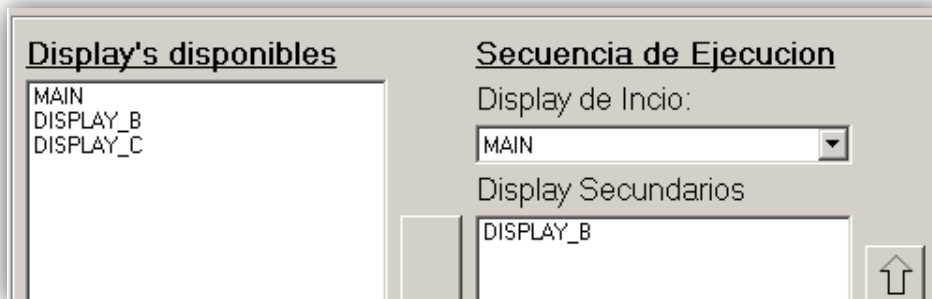 Display's disponibles
MAIN
DISPLAY_B
DISPLAY_C
Secuencia de Ejecucion
Display de Incio:
MAIN
Display Secundarios
DISPLAY_B